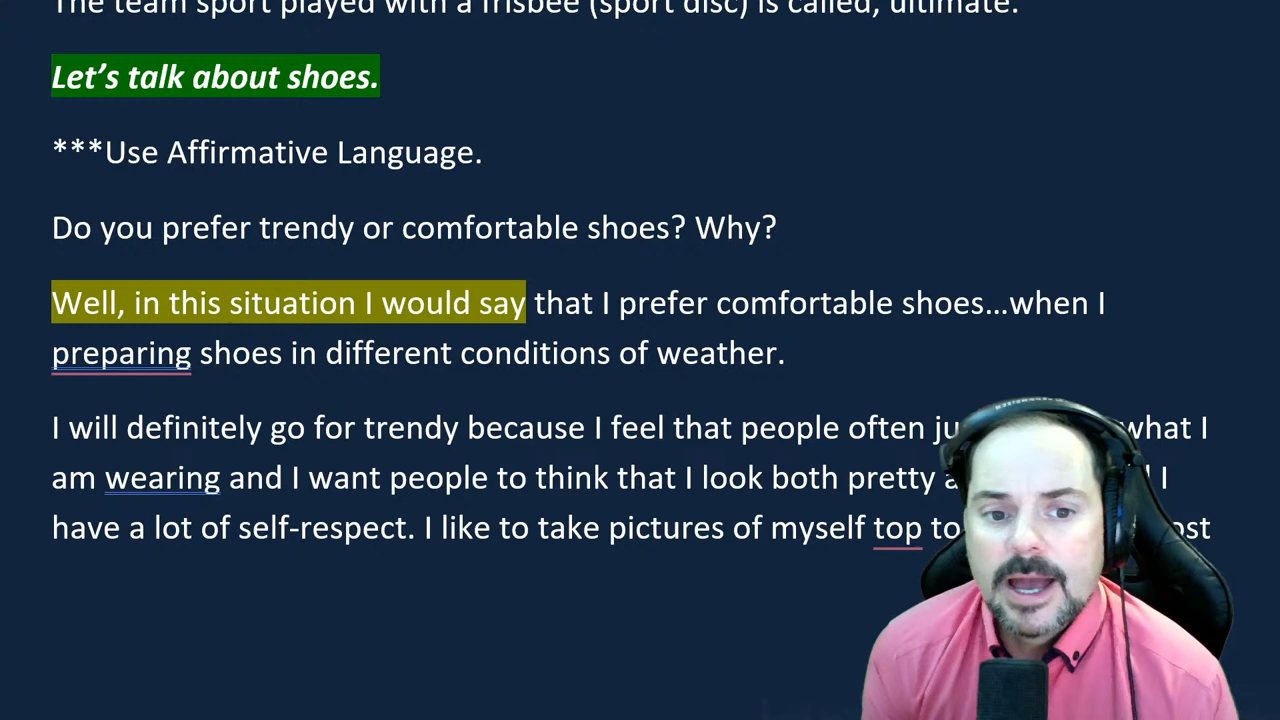 The team sport played with a frisbee (sport disc) is called, ultimate.
Let’s talk about shoes.
***Use Affirmative Language.
Do you prefer trendy or comfortable shoes? Why?
Well, in this situation I would say that I prefer comfortable shoes…when I
preparing shoes in different conditions of weather.
I will definitely go for trendy because I feel that people often what I
am wearing and I want people to think that I look both pretty I
have a lot of self-respect. I like to take pictures of myself top